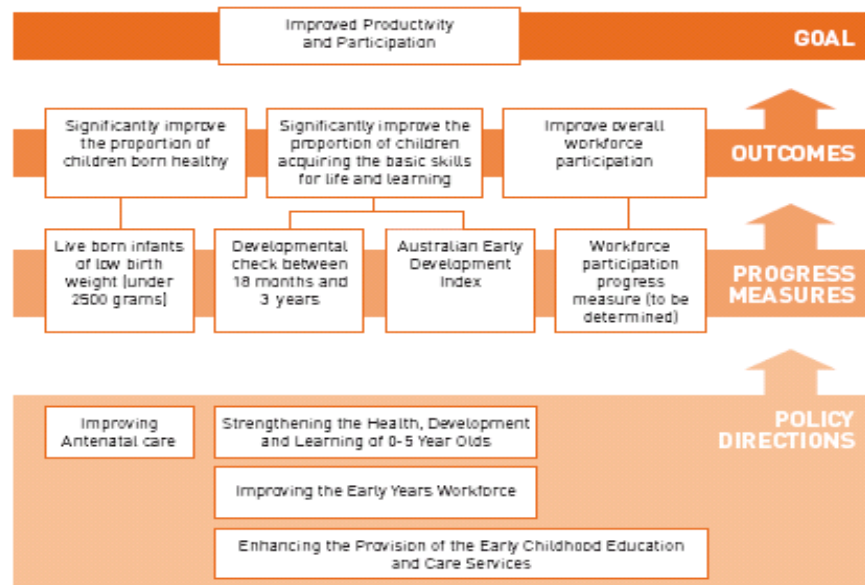 Improved Productivity
and Participation
GOAL
Significantly improve
the proportion of
children born healthy
Significantly improve the
proportion of children
acquiring the basic skills
for life and learning
Improve overall
workforce
participation
OUTCOMES
Live born infants
of low birth
weight (under
2500 grams)
Developmental
check between
18 months and
3 years
Australian Early
Development
Index
Workforce
participation
progress
measure (to be
determined)
PROGRESS
MEASURES
Improving
Antenatal care
Strengthening the Health, Development
and Learning of 0-5 Year Olds
POLICY
DIRECTIONS
Improving the Early Years Workforce
Enhancing the Provision of the Early Childhood Education
and Care Services